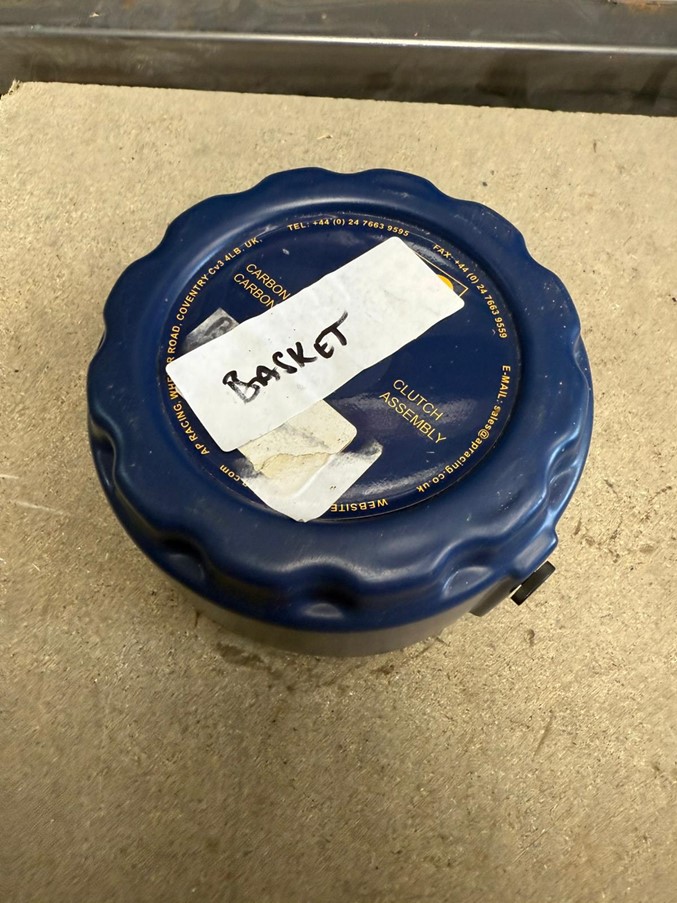 TEL: +44 (0) 24 7663 9595
FAX: +44 (0) 24 7663 9559
E-MAIL: sales@apracing.co.uk
WEBSITE
.com
AP RACING, ROAD, COVENTRY Cv3 4LB. UK.
CARBON
CARBON
BASKET
CLUTCH
ASSEMBLY